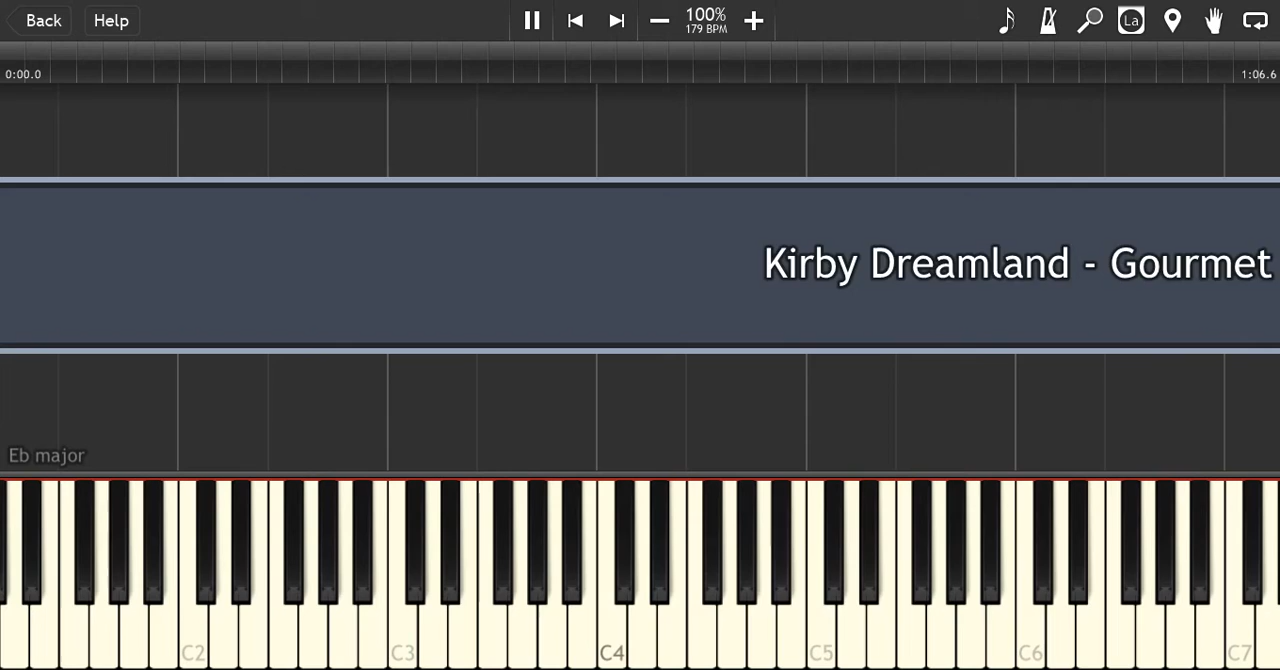 Back Help 100% La
179 BPM
0:00.0 1:06.6
Kirby Dreamland - Gourmet
Eb major
C2 C3 C4 C5 C6 C7